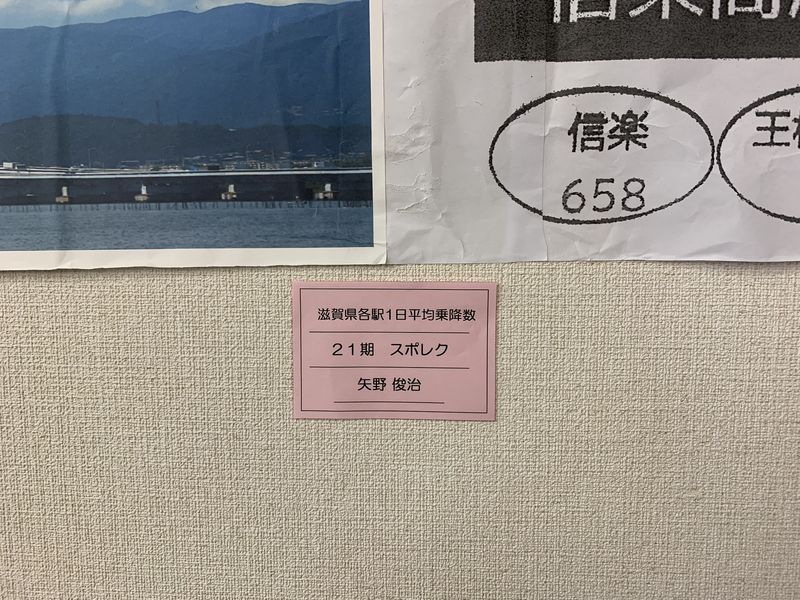 信楽
658
滋賀県各駅1日平均乗降数
21期 スポレク
矢野 俊治